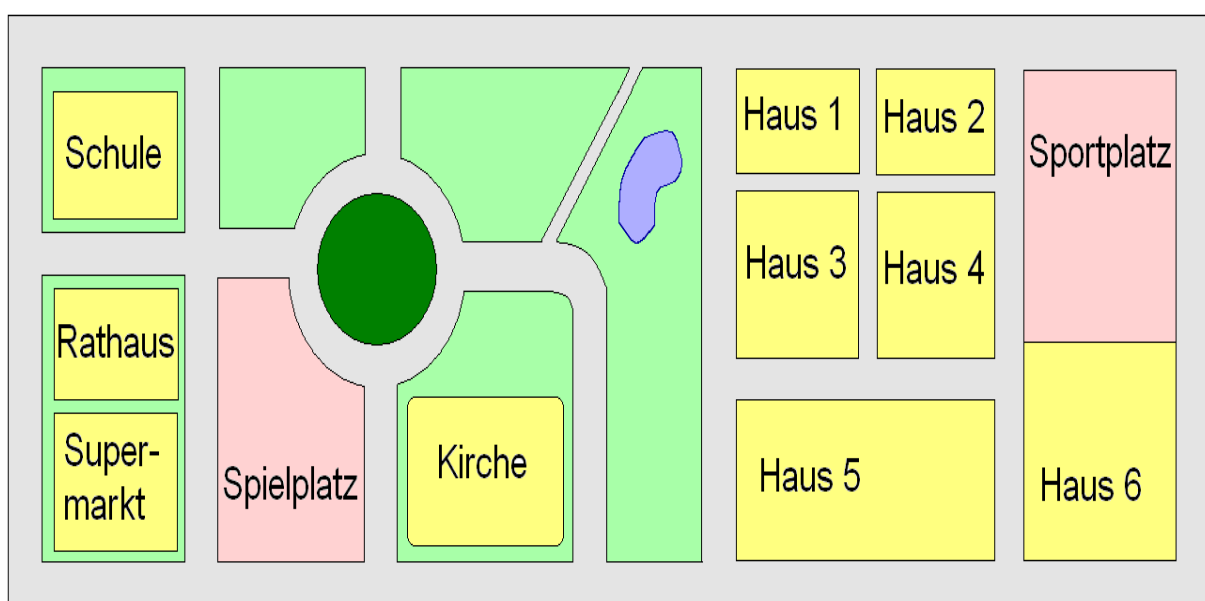 Schule
Rathaus
Super-
markt
Spielplatz
Kirche
Haus 1
Haus 2
Haus 3
Haus 4
Haus 5
Sportplatz
Haus 6